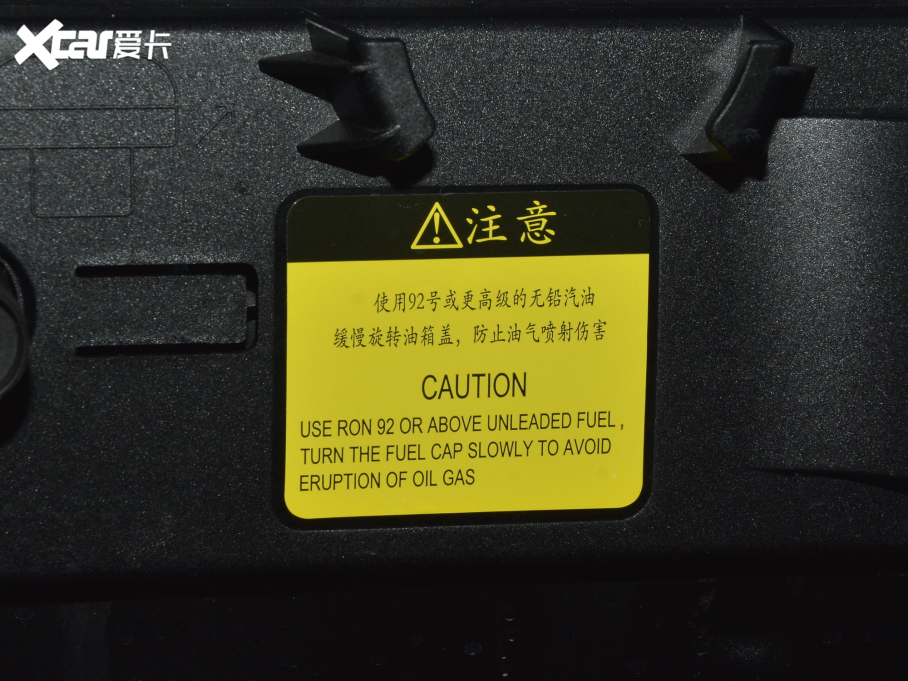 Xcar爱卡
注意
使用92号或更高级的无铅汽油
缓慢旋转油箱盖，防止油气喷射伤害
CAUTION
USE RON 92 OR ABOVE UNLEADED FUEL ,
TURN THE FUEL CAP SLOWLY TO AVOID
ERUPTION OF OIL GAS